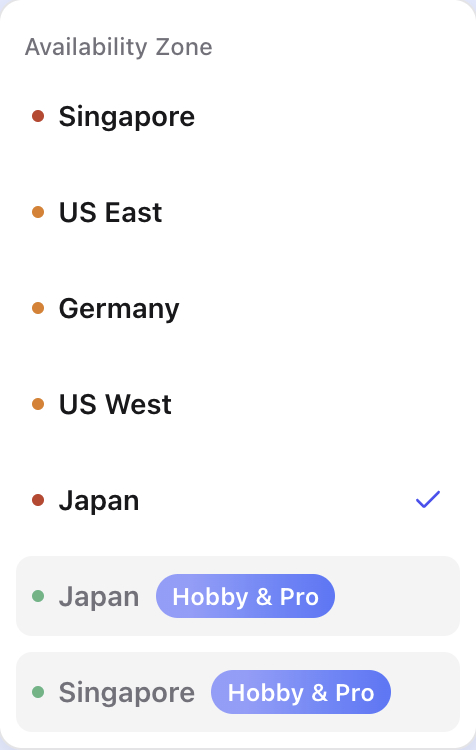 Availability Zone
Singapore
US East
Germany
US West
Japan
Japan Hobby & Pro
Singapore Hobby & Pro